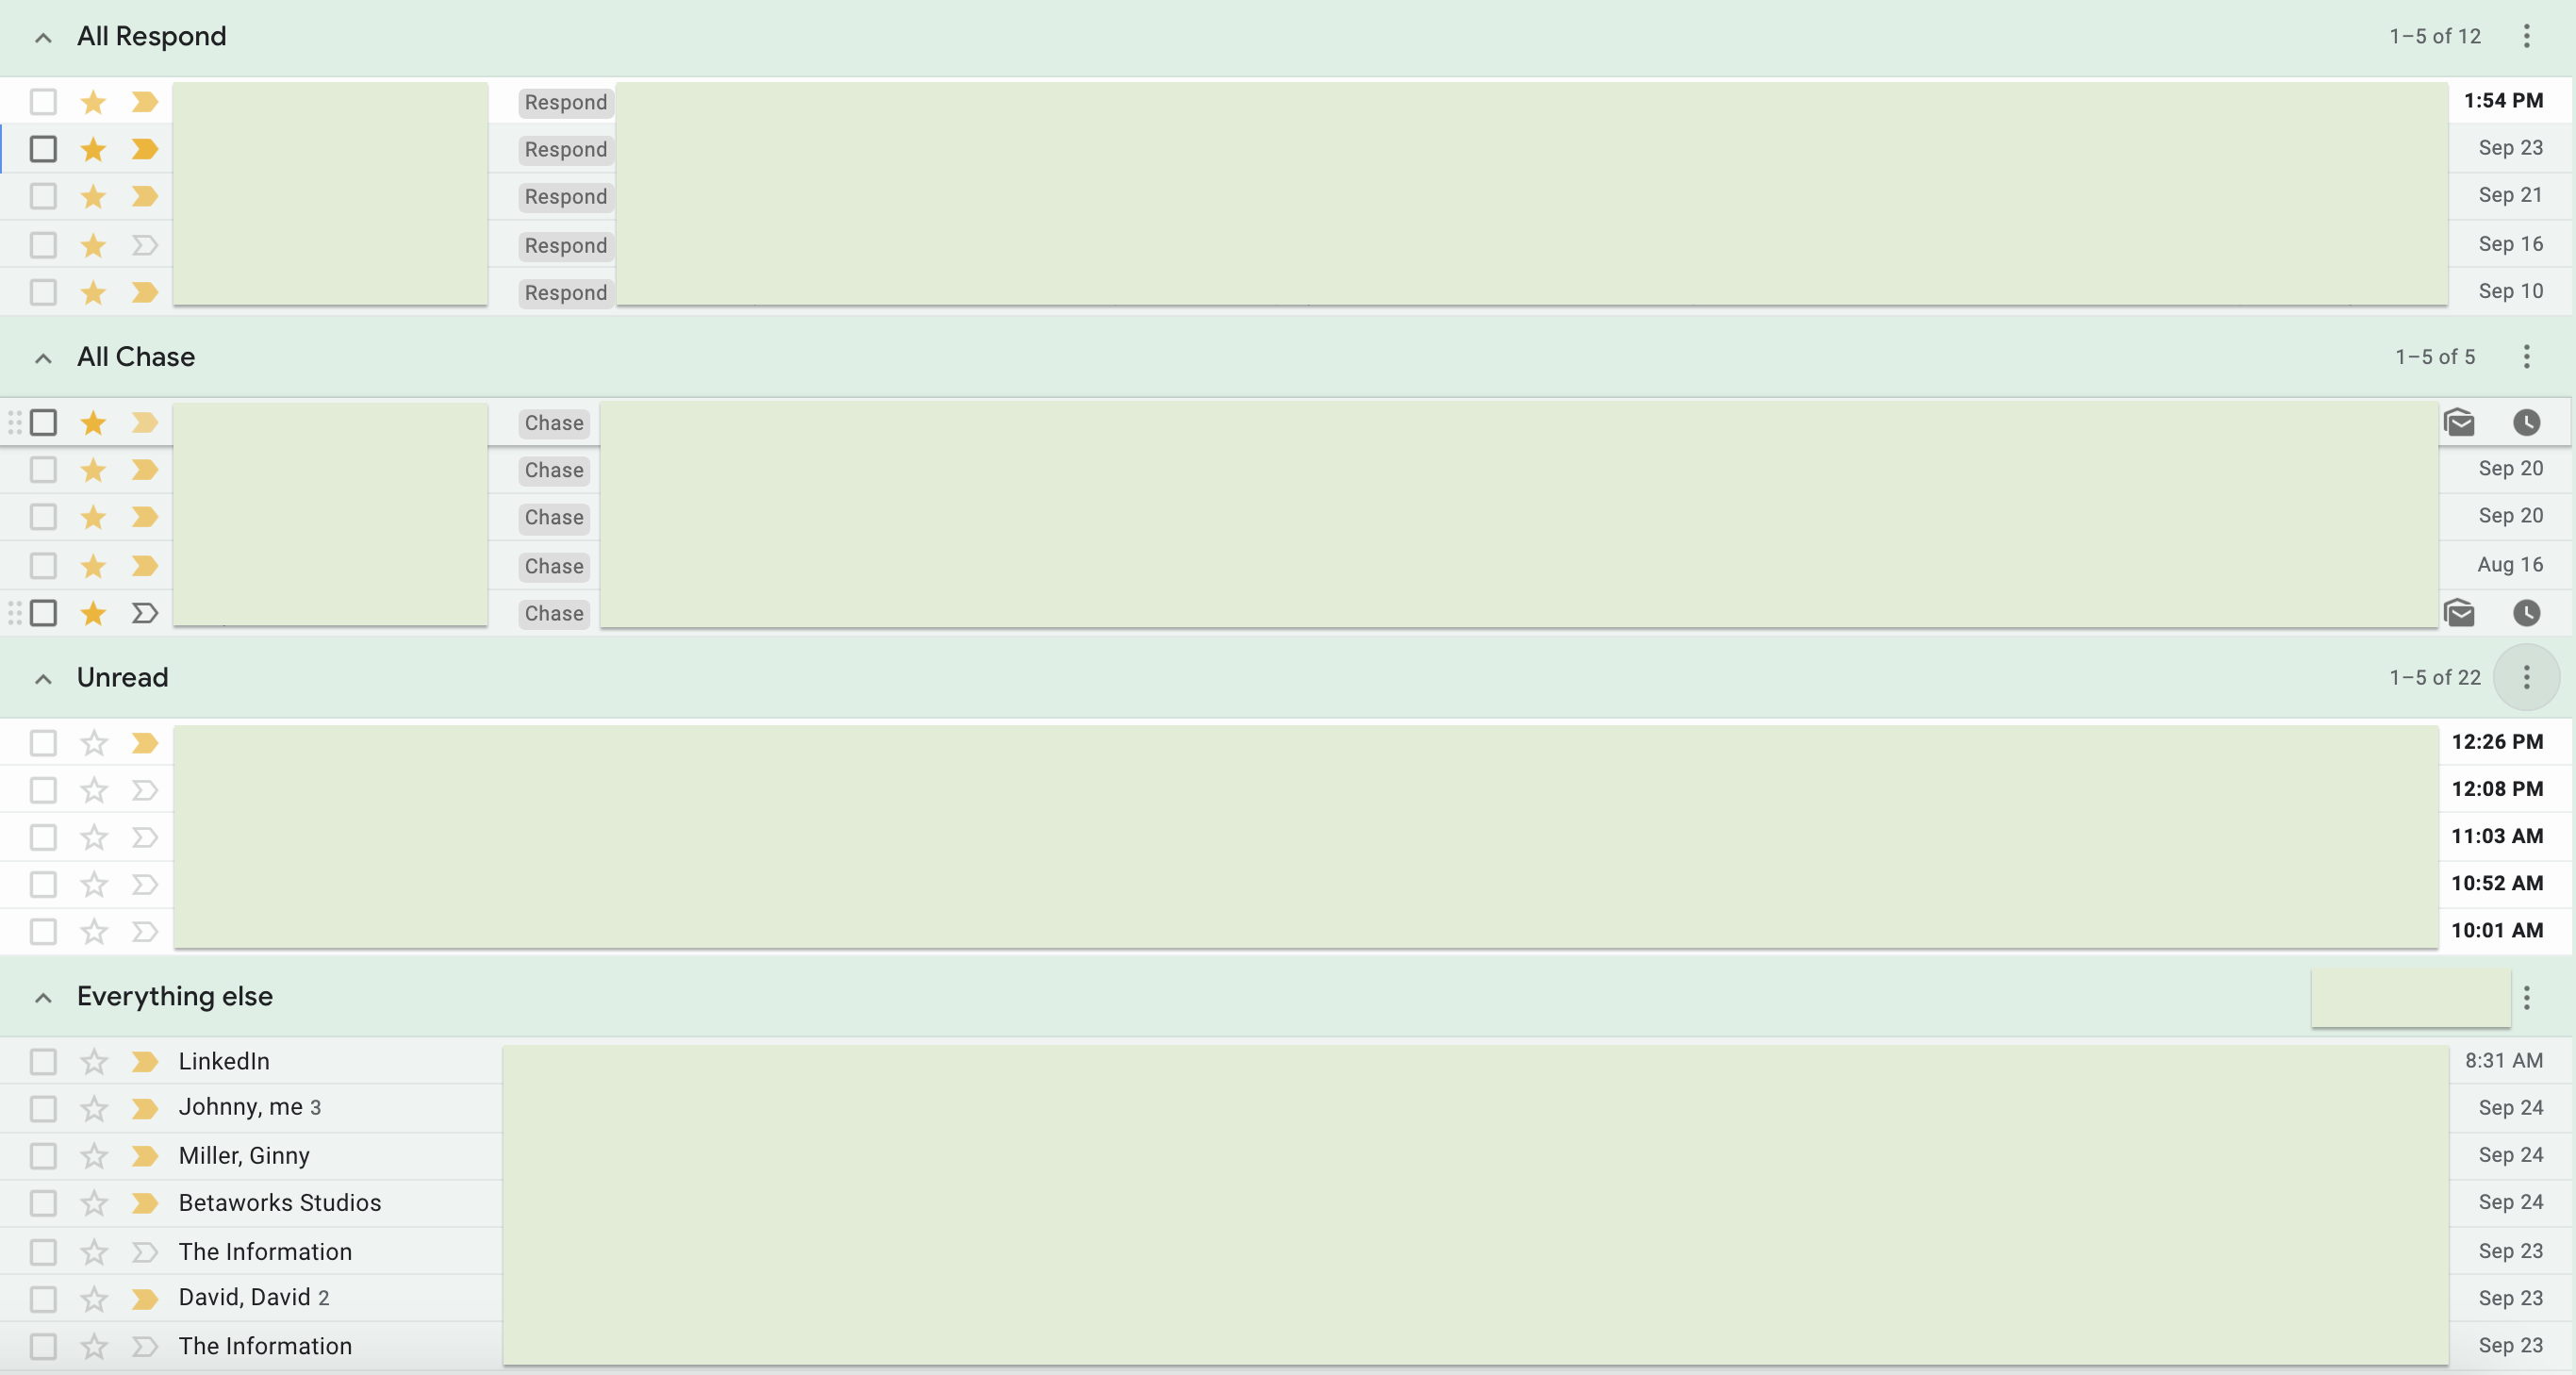 All Respond 1–5 of 12
Respond 1:54 PM
Respond Sep 23
Respond Sep 21
Respond Sep 16
Respond Sep 10
All Chase 1–5 of 5
Chase
Chase Sep 20
Chase Sep 20
Chase Aug 16
Chase
Unread 1–5 of 22
12:26 PM
12:08 PM
11:03 AM
10:52 AM
10:01 AM
Everything else
LinkedIn 8:31 AM
Johnny, me 3 Sep 24
Miller, Ginny Sep 24
Betaworks Studios Sep 24
The Information Sep 23
David, David 2 Sep 23
The Information Sep 23